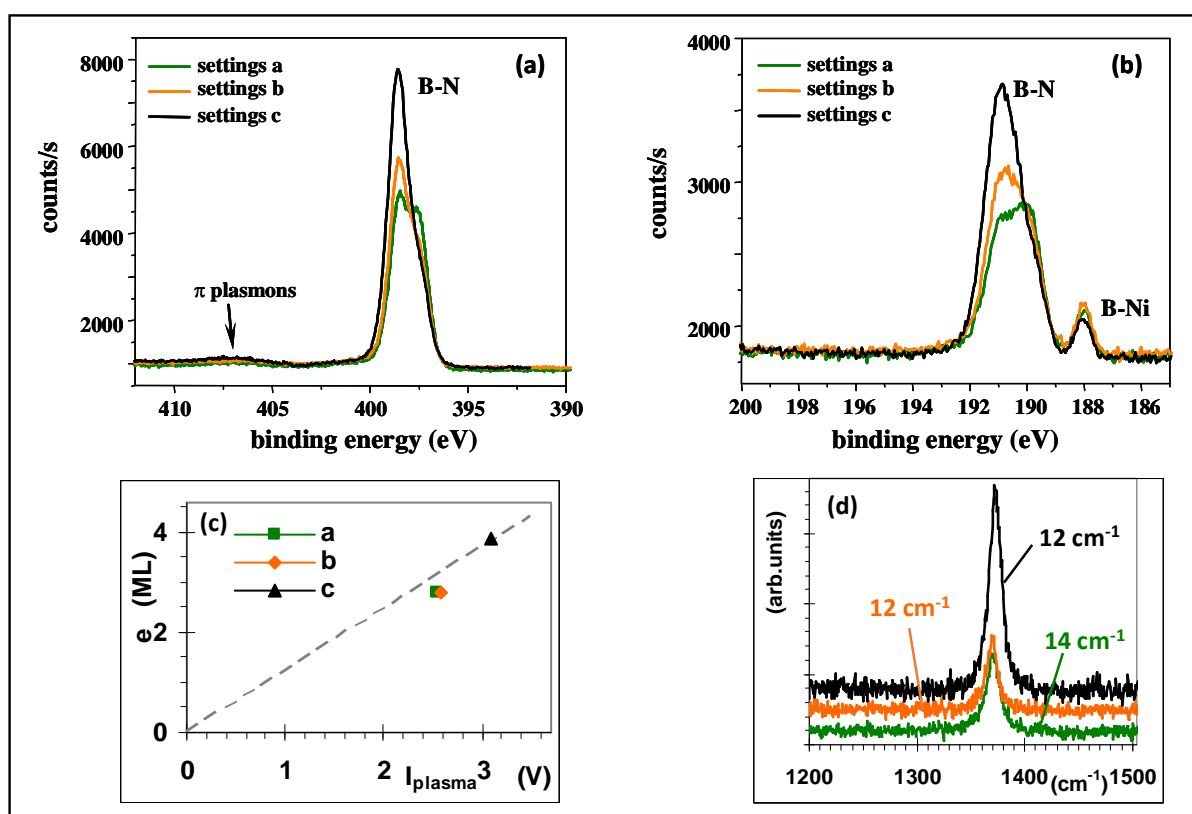 (a)
settings a
settings b
settings c
B-N
π plasmons
8000
6000
4000
2000
counts/s
410 405 400 395 390
binding energy (eV)
(b)
settings a
settings b
settings c
B-N
B-Ni
4000
3000
2000
counts/s
200 198 196 194 192 190 188 186
binding energy (eV)
(c)
a
b
c
4
2
0
e (ML)
0 1 2 3
Iplasma (V)
(d)
12 cm-1
12 cm-1
14 cm-1
(arb.units)
1200 1300 1400 1500
(cm-1)